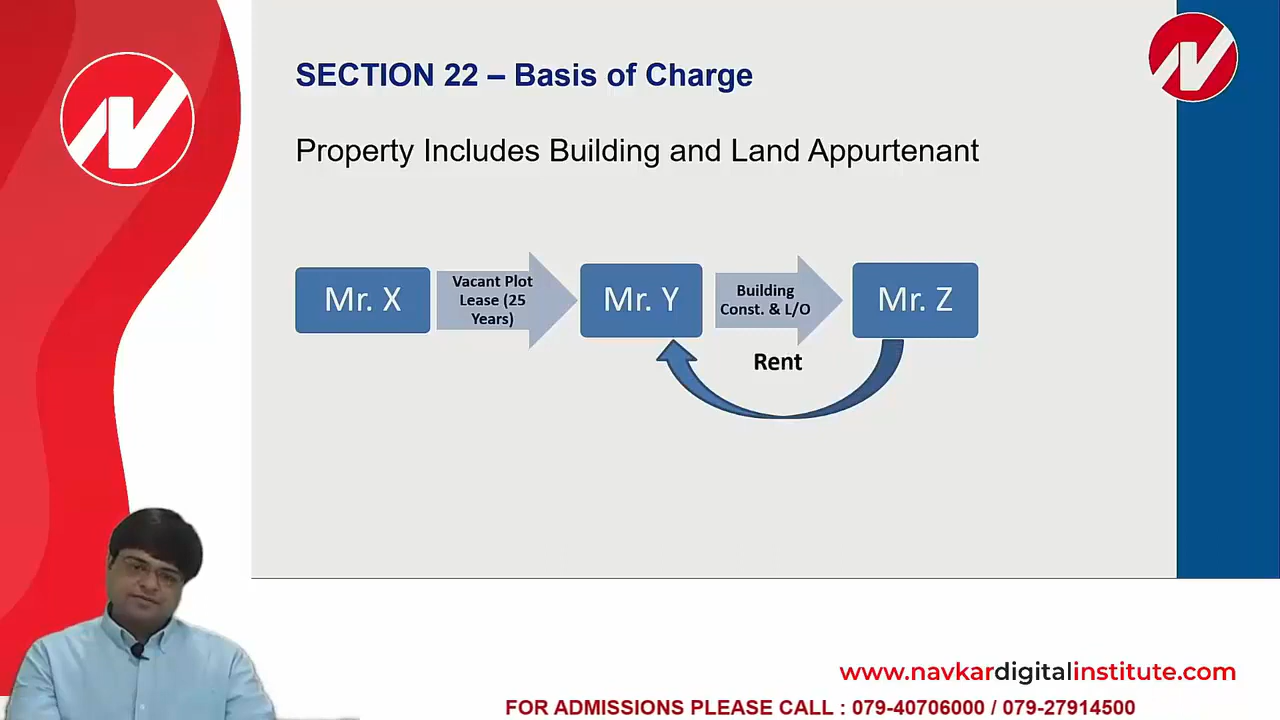 SECTION 22 – Basis of Charge
Property Includes Building and Land Appurtenant
Mr. X
Vacant Plot
Lease (25
Years)
Mr. Y
Building
Const. & L/O
Mr. Z
Rent
www.navkardigitalinstitute.com
FOR ADMISSIONS PLEASE CALL : 079-40706000 / 079-27914500